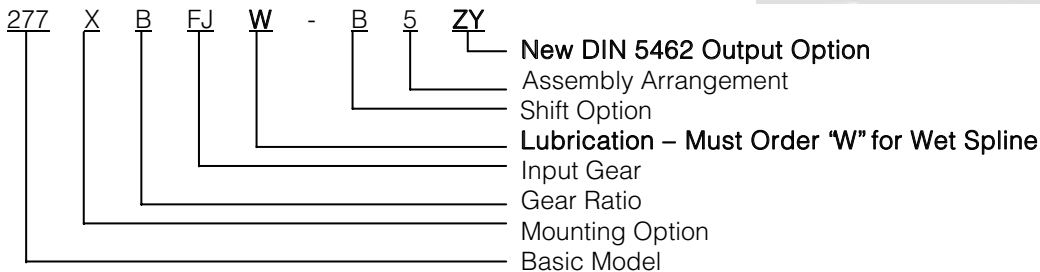 277 X B FJ W - B 5 ZY
New DIN 5462 Output Option
Assembly Arrangement
Shift Option
Lubrication – Must Order “W” for Wet Spline
Input Gear
Gear Ratio
Mounting Option
Basic Model